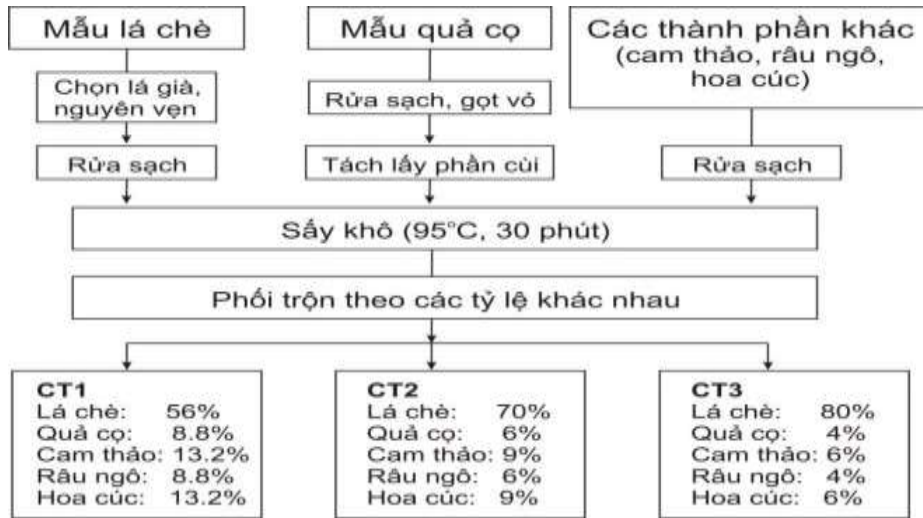 Mẫu lá chè
Chọn lá già,
nguyên vẹn
Rửa sạch
Mẫu quả cọ
Rửa sạch, gọt vỏ
Tách lấy phần cùi
Các thành phần khác
(cam thảo, râu ngô,
hoa cúc)
Rửa sạch
Sấy khô (95°C, 30 phút)
Phối trộn theo các tỷ lệ khác nhau
CT1
Lá chè: 56%
Quả cọ: 8.8%
Cam thảo: 13.2%
Râu ngô: 8.8%
Hoa cúc: 13.2%
CT2
Lá chè: 70%
Quả cọ: 6%
Cam thảo: 9%
Râu ngô: 6%
Hoa cúc: 9%
CT3
Lá chè: 80%
Quả cọ: 4%
Cam thảo: 6%
Râu ngô: 4%
Hoa cúc: 6%